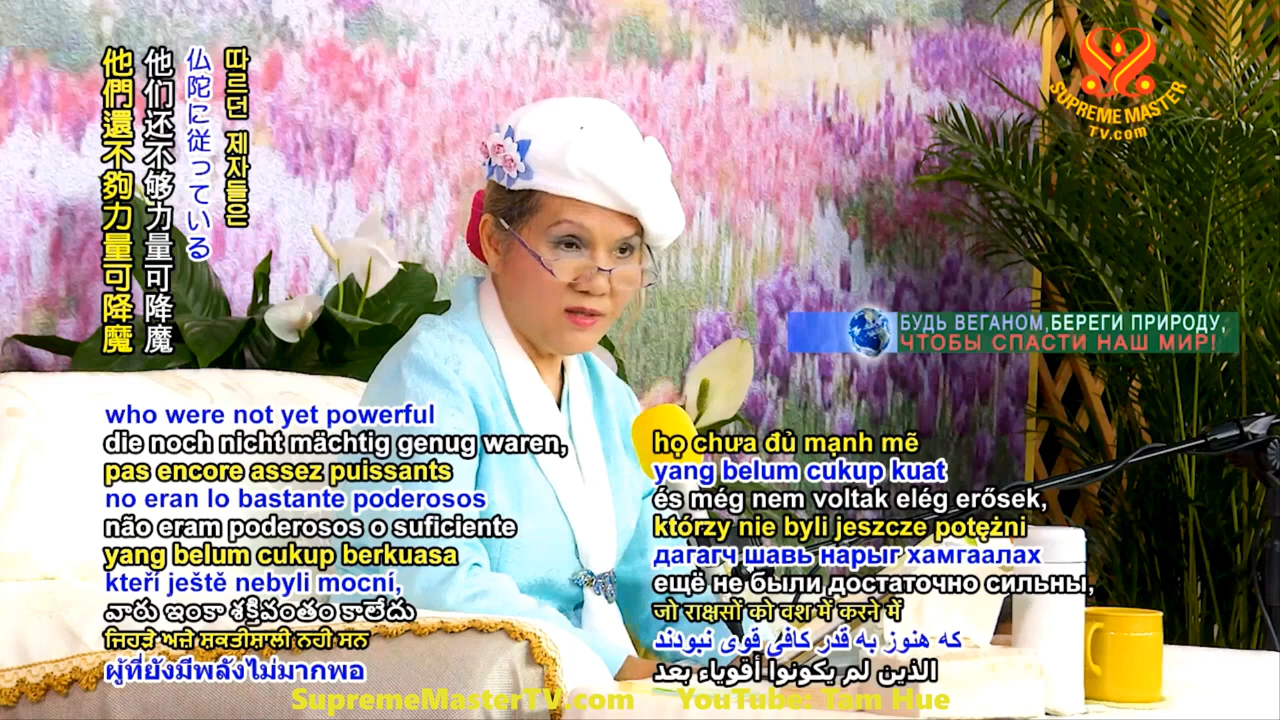 따르던 제자들은
仏陀に従っている
他们还不够力量可降魔
他們還不夠力量可降魔
SUPREME MASTER
TV.com
БУДЬ ВЕГАНОМ,БЕРЕГИ ПРИРОДУ,
ЧТОБЫ СПАСТИ НАШ МИР!
who were not yet powerful
die noch nicht mächtig genug waren,
pas encore assez puissants
no eran lo bastante poderosos
não eram poderosos o suficiente
yang belum cukup berkuasa
kteří ještě nebyli mocní,
వారు ఇంకా శక్తివంతం కాలేదు
ਜਿਹੜੇ ਅਜੇ ਸ਼ਕਤੀਸ਼ਾਲੀ ਨਹੀ ਸਨ
ผู้ที่ยังมีพลังไม่มากพอ
họ chưa đủ mạnh mẽ
yang belum cukup kuat
és még nem voltak elég erősek,
którzy nie byli jeszcze potężni
дагагч шавь нарыг хамгаалах
ещё не были достаточно сильны,
जो राक्षसों को वश में करने में
که هنوز به قدر کافی قوی نبودند
الذين لم يكونوا أقوياء بعد
SupremeMasterTV.com YouTube: Tam Hue